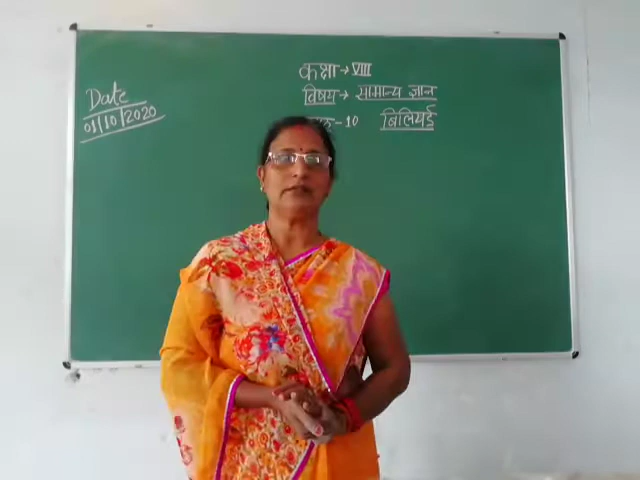 Date
01/10/2020
कक्षा → VIII
विषय → सामान्य ज्ञान
-10 बिलियर्ड